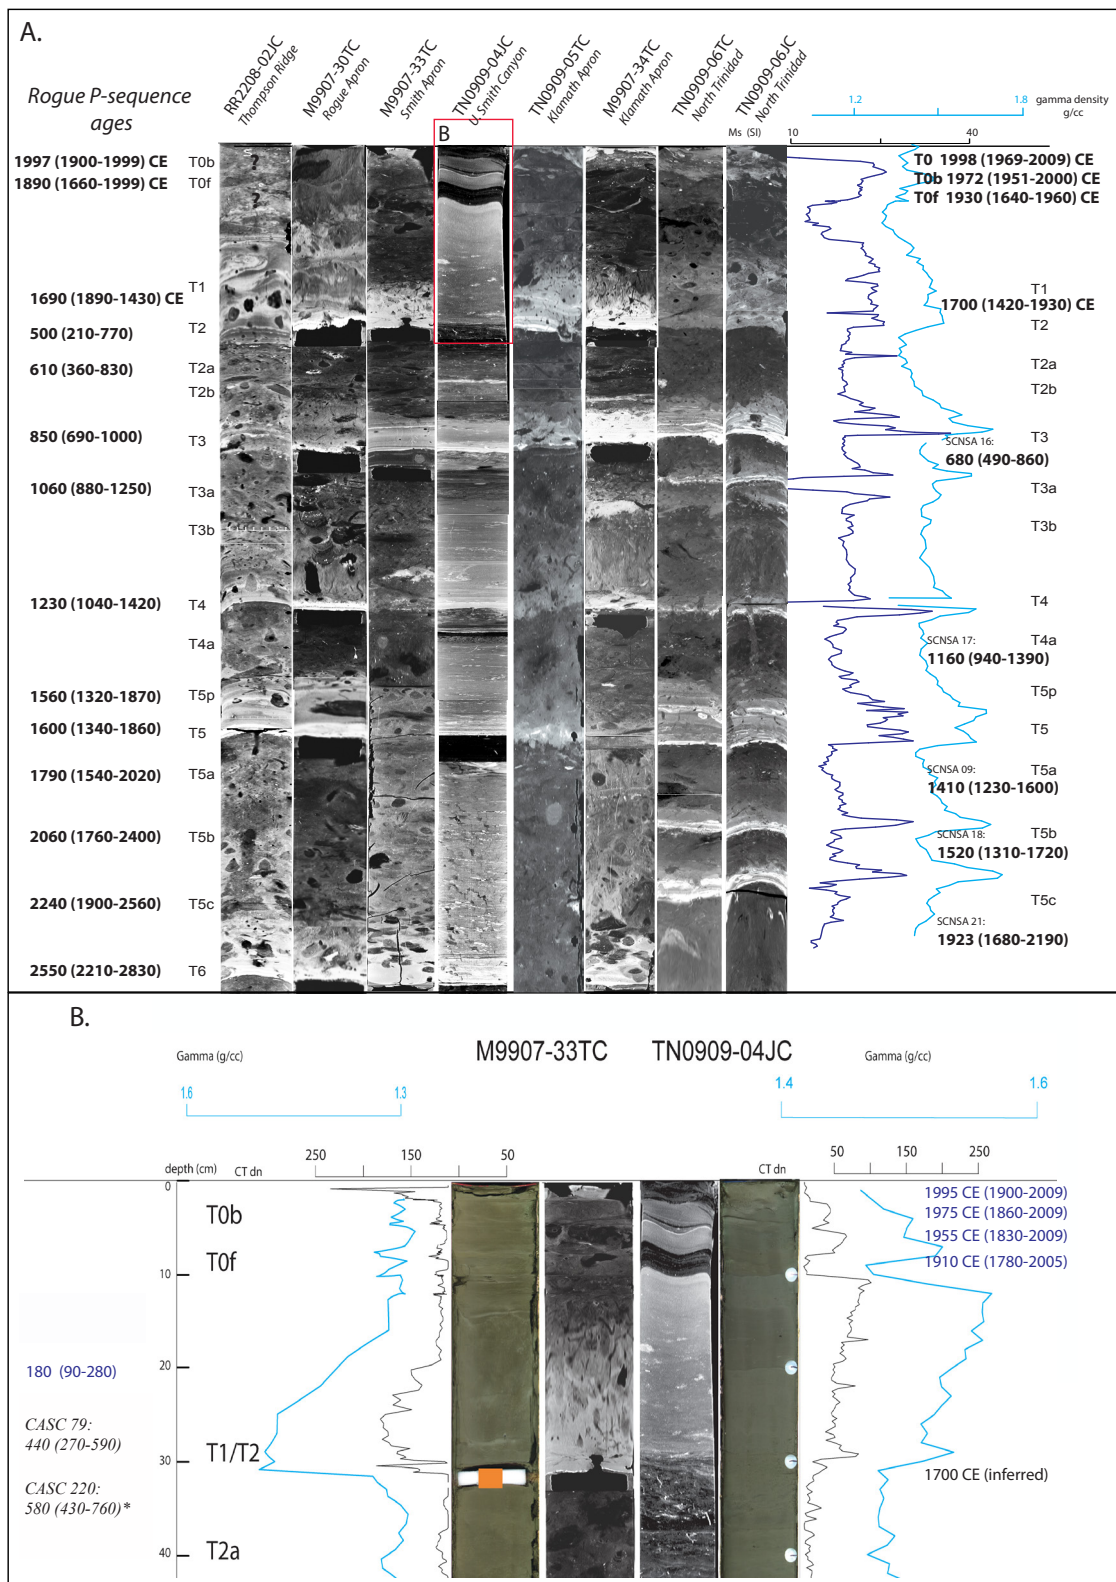 A.
Rogue P-sequence
ages
RR2208-02JC
Thompson Ridge
M9907-30TC
Rogue Apron
M9907-33TC
Smith Apron
TN0909-04JC
U. Smith Canyon
TN0909-05TC
Klamath Apron
M9907-34TC
Klamath Apron
TN0909-06TC
North Trinidad
TN0909-06JC
North Trinidad
1.2 1.8 gamma density
g/cc
Ms (SI) 10 40
B
1997 (1900-1999) CE T0b
1890 (1660-1999) CE T0f
T1
1690 (1890-1430) CE
500 (210-770) T2
610 (360-830) T2a
T2b
850 (690-1000) T3
1060 (880-1250) T3a
T3b
1230 (1040-1420) T4
T4a
1560 (1320-1870) T5p
1600 (1340-1860) T5
1790 (1540-2020) T5a
2060 (1760-2400) T5b
2240 (1900-2560) T5c
2550 (2210-2830) T6
?
?
T0 1998 (1969-2009) CE
T0b 1972 (1951-2000) CE
T0f 1930 (1640-1960) CE
T1
1700 (1420-1930) CE
T2
T2a
T2b
T3
SCNSA 16:
680 (490-860)
T3a
T3b
T4
SCNSA 17: T4a
1160 (940-1390)
T5p
T5
SCNSA 09: T5a
1410 (1230-1600)
SCNSA 18: T5b
1520 (1310-1720)
T5c
SCNSA 21:
1923 (1680-2190)
B.
Gamma (g/cc) M9907-33TC TN0909-04JC Gamma (g/cc)
1.6 1.3 1.4 1.6
250 150 50 50 150 250
depth (cm) CT dn CT dn
0
10
20
30
40
T0b
T0f
T1/T2
T2a
180 (90-280)
CASC 79:
440 (270-590)
CASC 220:
580 (430-760)*
1995 CE (1900-2009)
1975 CE (1860-2009)
1955 CE (1830-2009)
1910 CE (1780-2005)
1700 CE (inferred)